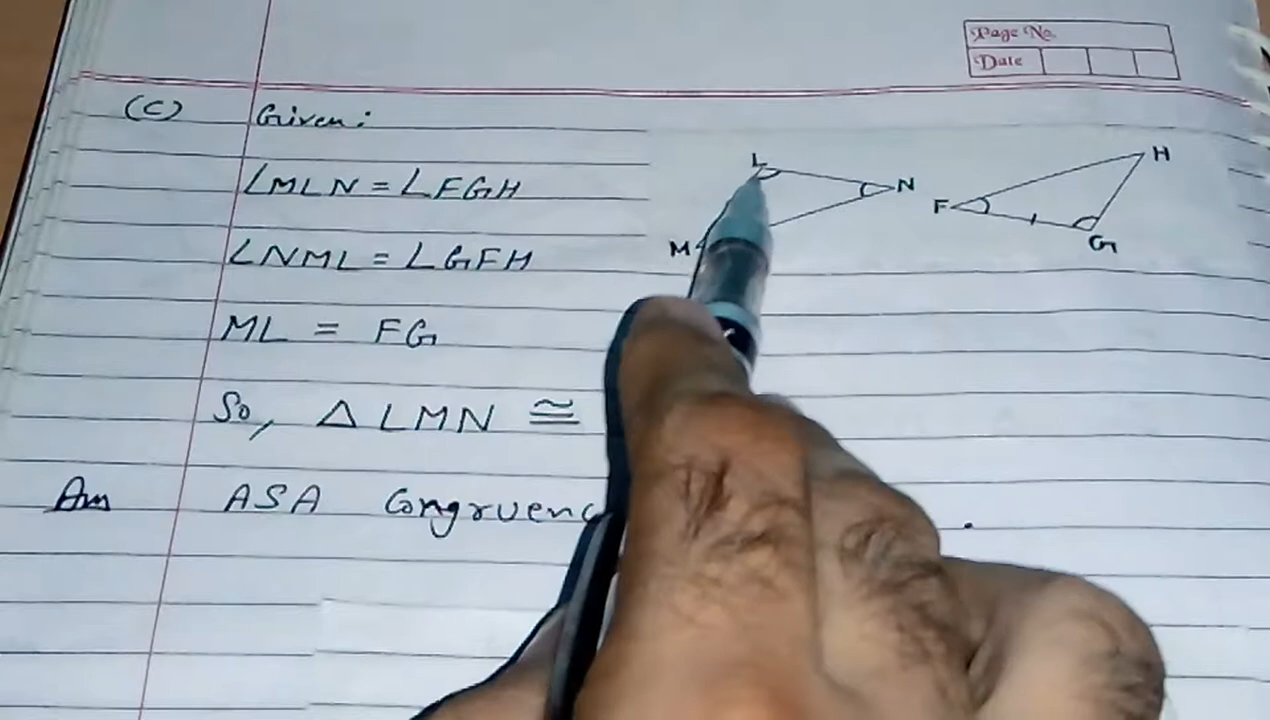 Page No.
Date
(C) Given:
∠MLN = ∠FGH
∠NML = ∠GFH
ML = FG
So, △LMN ≅
Ans ASA Congruenc
L
N
M
H
F
G